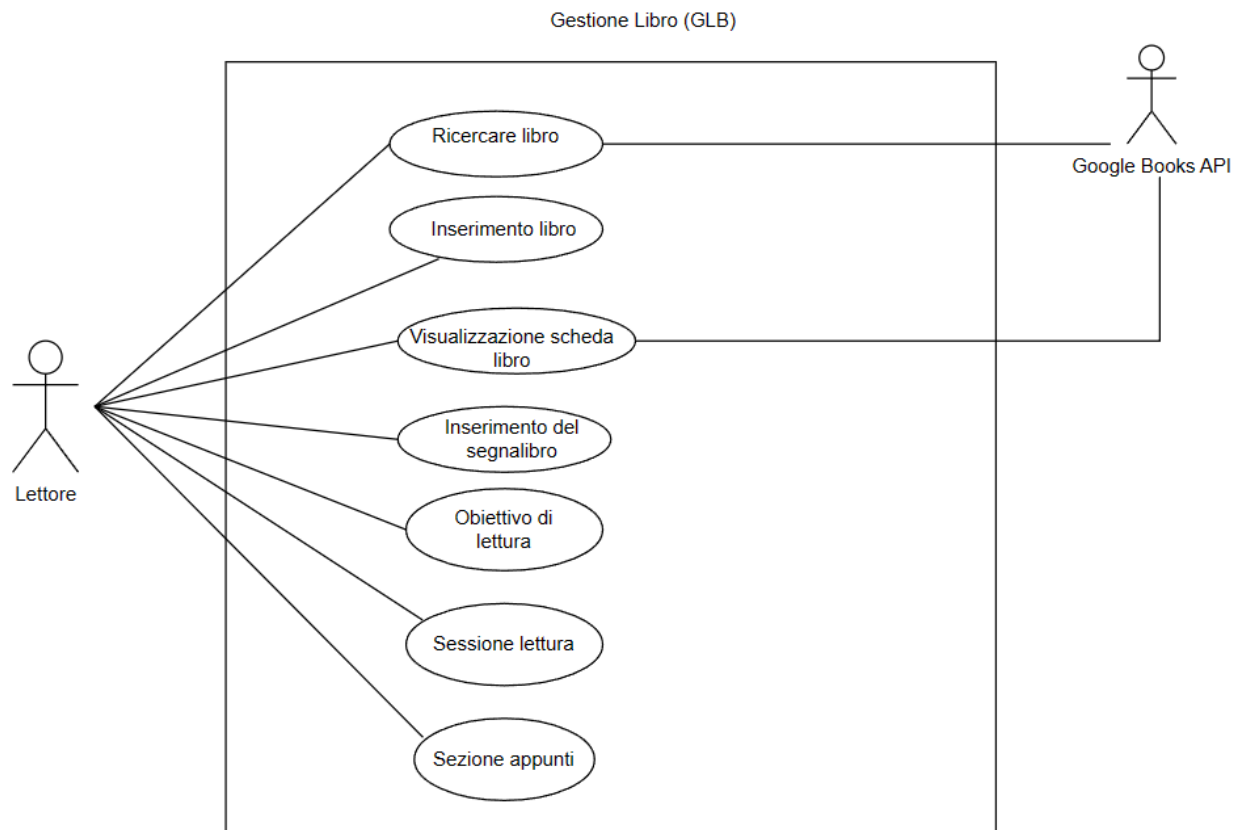 Gestione Libro (GLB)
Ricercare libro
Google Books API
Inserimento libro
Visualizzazione scheda
libro
Inserimento del
segnalibro
Lettore
Obiettivo di
lettura
Sessione lettura
Sezione appunti